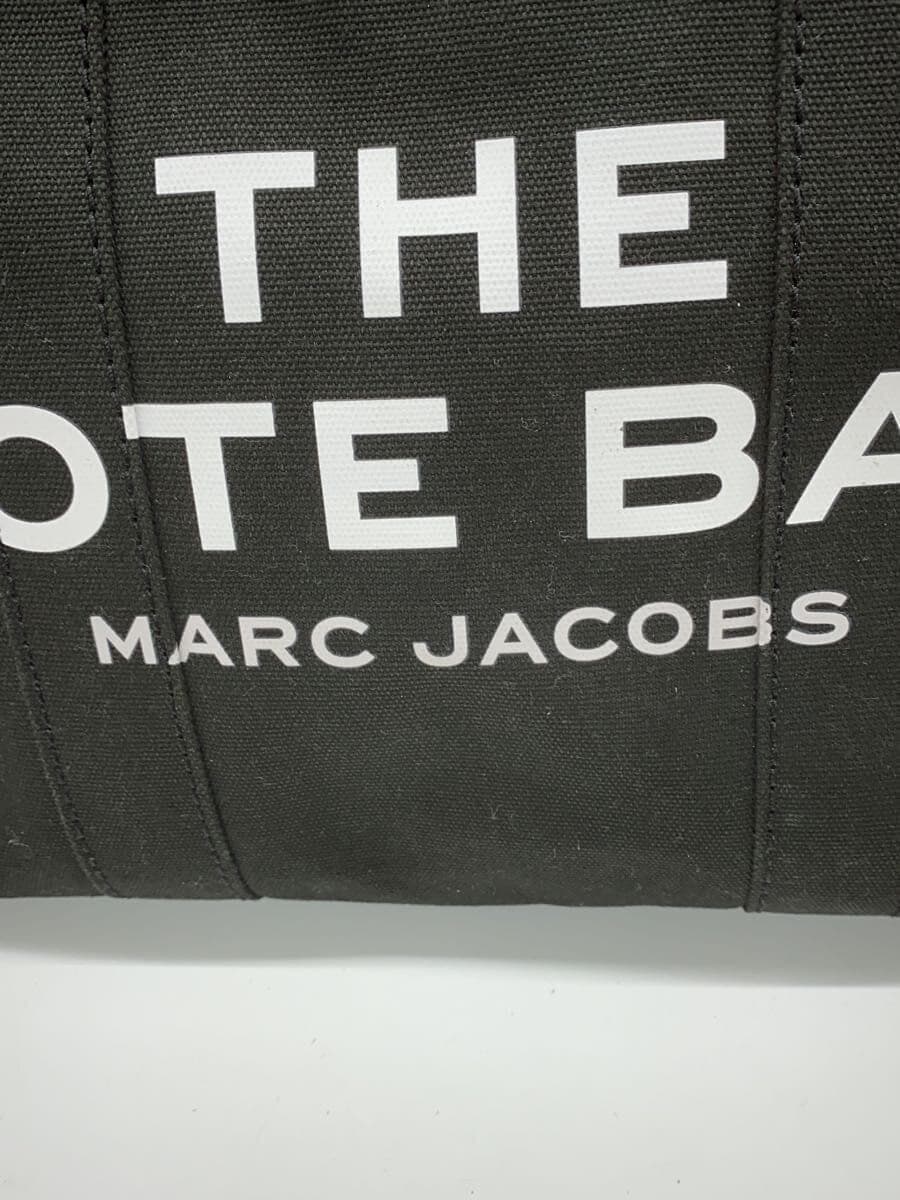 THE
OTE BA
MARC JACOBS